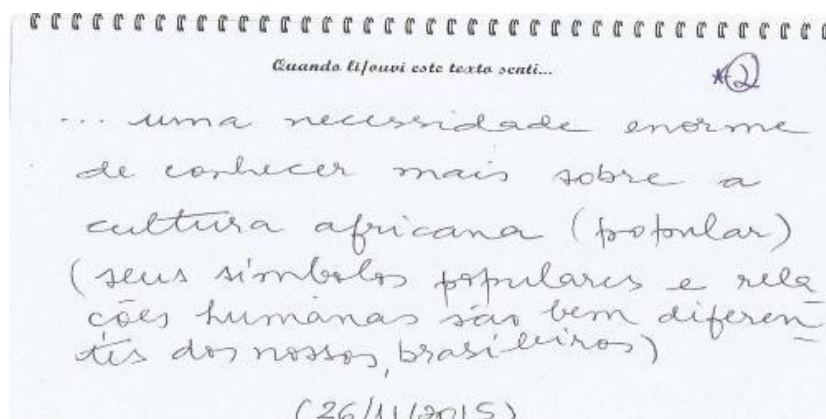 Quando li/ouvi este texto senti...
*2
... uma necessidade enorme
de conhecer mais sobre a
cultura africana (popular)
(seus símbolos populares e rela
ções humanas são bem diferen-
tes dos nossos, brasileiros)
(26/11/2015)